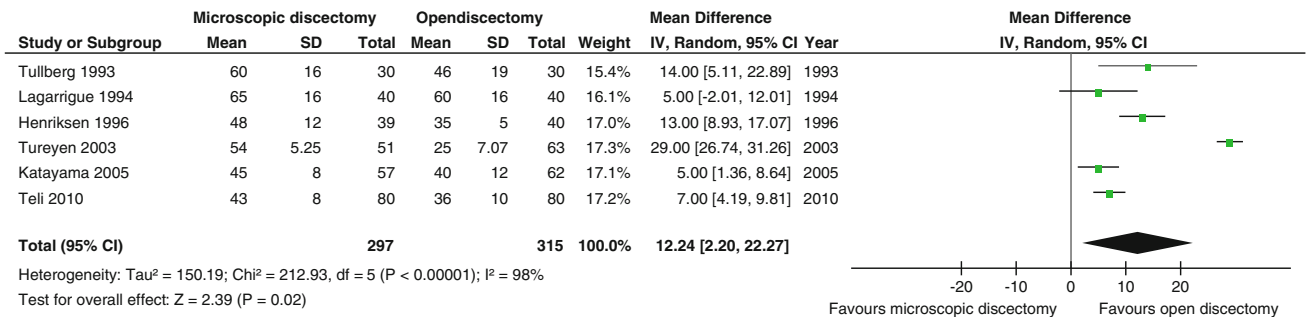 Microscopic discectomy Opendiscectomy Mean Difference Mean Difference
Study or Subgroup Mean SD Total Mean SD Total Weight IV, Random, 95% CI Year IV, Random, 95% CI
Tullberg 1993 60 16 30 46 19 30 15.4% 14.00 [5.11, 22.89] 1993
Lagarrigue 1994 65 16 40 60 16 40 16.1% 5.00 [-2.01, 12.01] 1994
Henriksen 1996 48 12 39 35 5 40 17.0% 13.00 [8.93, 17.07] 1996
Tureyen 2003 54 5.25 51 25 7.07 63 17.3% 29.00 [26.74, 31.26] 2003
Katayama 2005 45 8 57 40 12 62 17.1% 5.00 [1.36, 8.64] 2005
Teli 2010 43 8 80 36 10 80 17.2% 7.00 [4.19, 9.81] 2010
Total (95% CI) 297 315 100.0% 12.24 [2.20, 22.27]
Heterogeneity: Tau² = 150.19; Chi² = 212.93, df = 5 (P < 0.00001); I² = 98%
Test for overall effect: Z = 2.39 (P = 0.02)
-20 -10 0 10 20
Favours microscopic discectomy Favours open discectomy